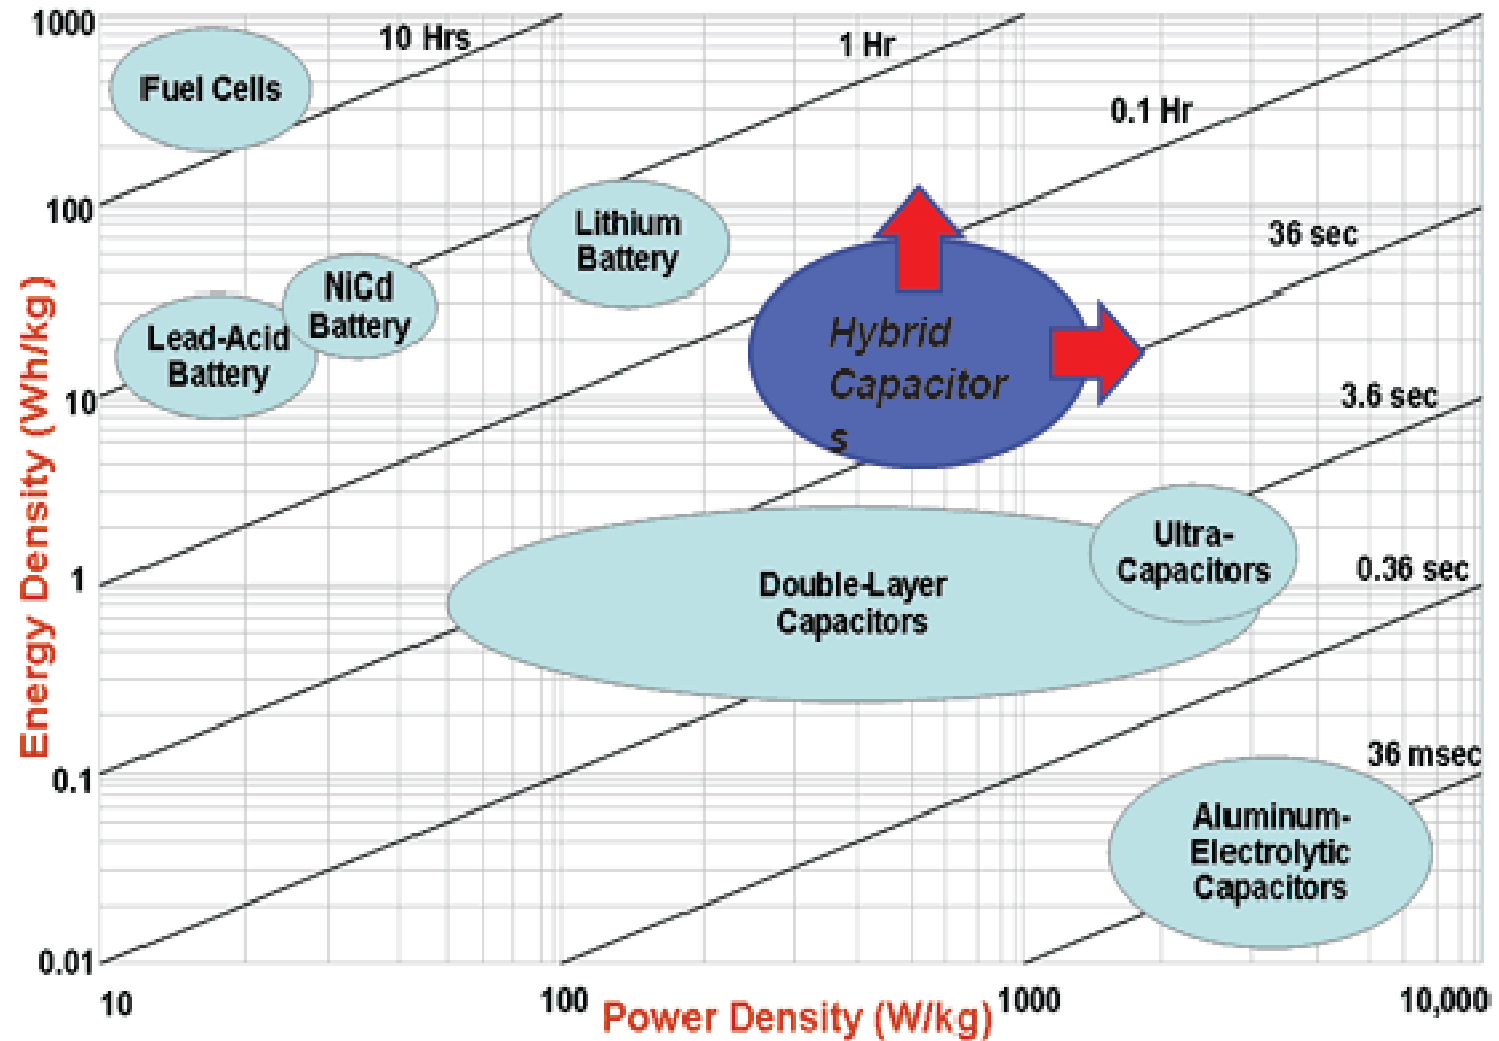 1000
10 Hrs
1 Hr
Fuel Cells
0.1 Hr
100
Lithium
Battery
36 sec
NiCd
Battery
Lead-Acid
Battery
Hybrid
Capacitor
s
10
3.6 sec
Ultra-
Capacitors
1
0.36 sec
Double-Layer
Capacitors
0.1
36 msec
Aluminum-
Electrolytic
Capacitors
0.01
Energy Density (Wh/kg)
10
100
1000
10,000
Power Density (W/kg)